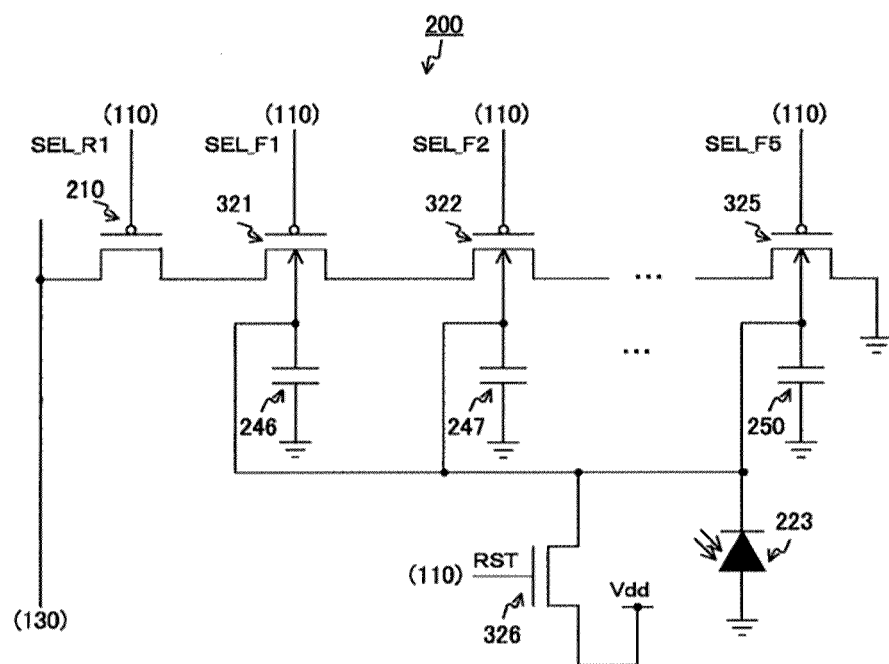 200
(110) (110) (110) (110)
SEL_R1 SEL_F1 SEL_F2 SEL_F5
210 321 322 325
...
...
246 247 250
223
(110) RST Vdd
326
(130)